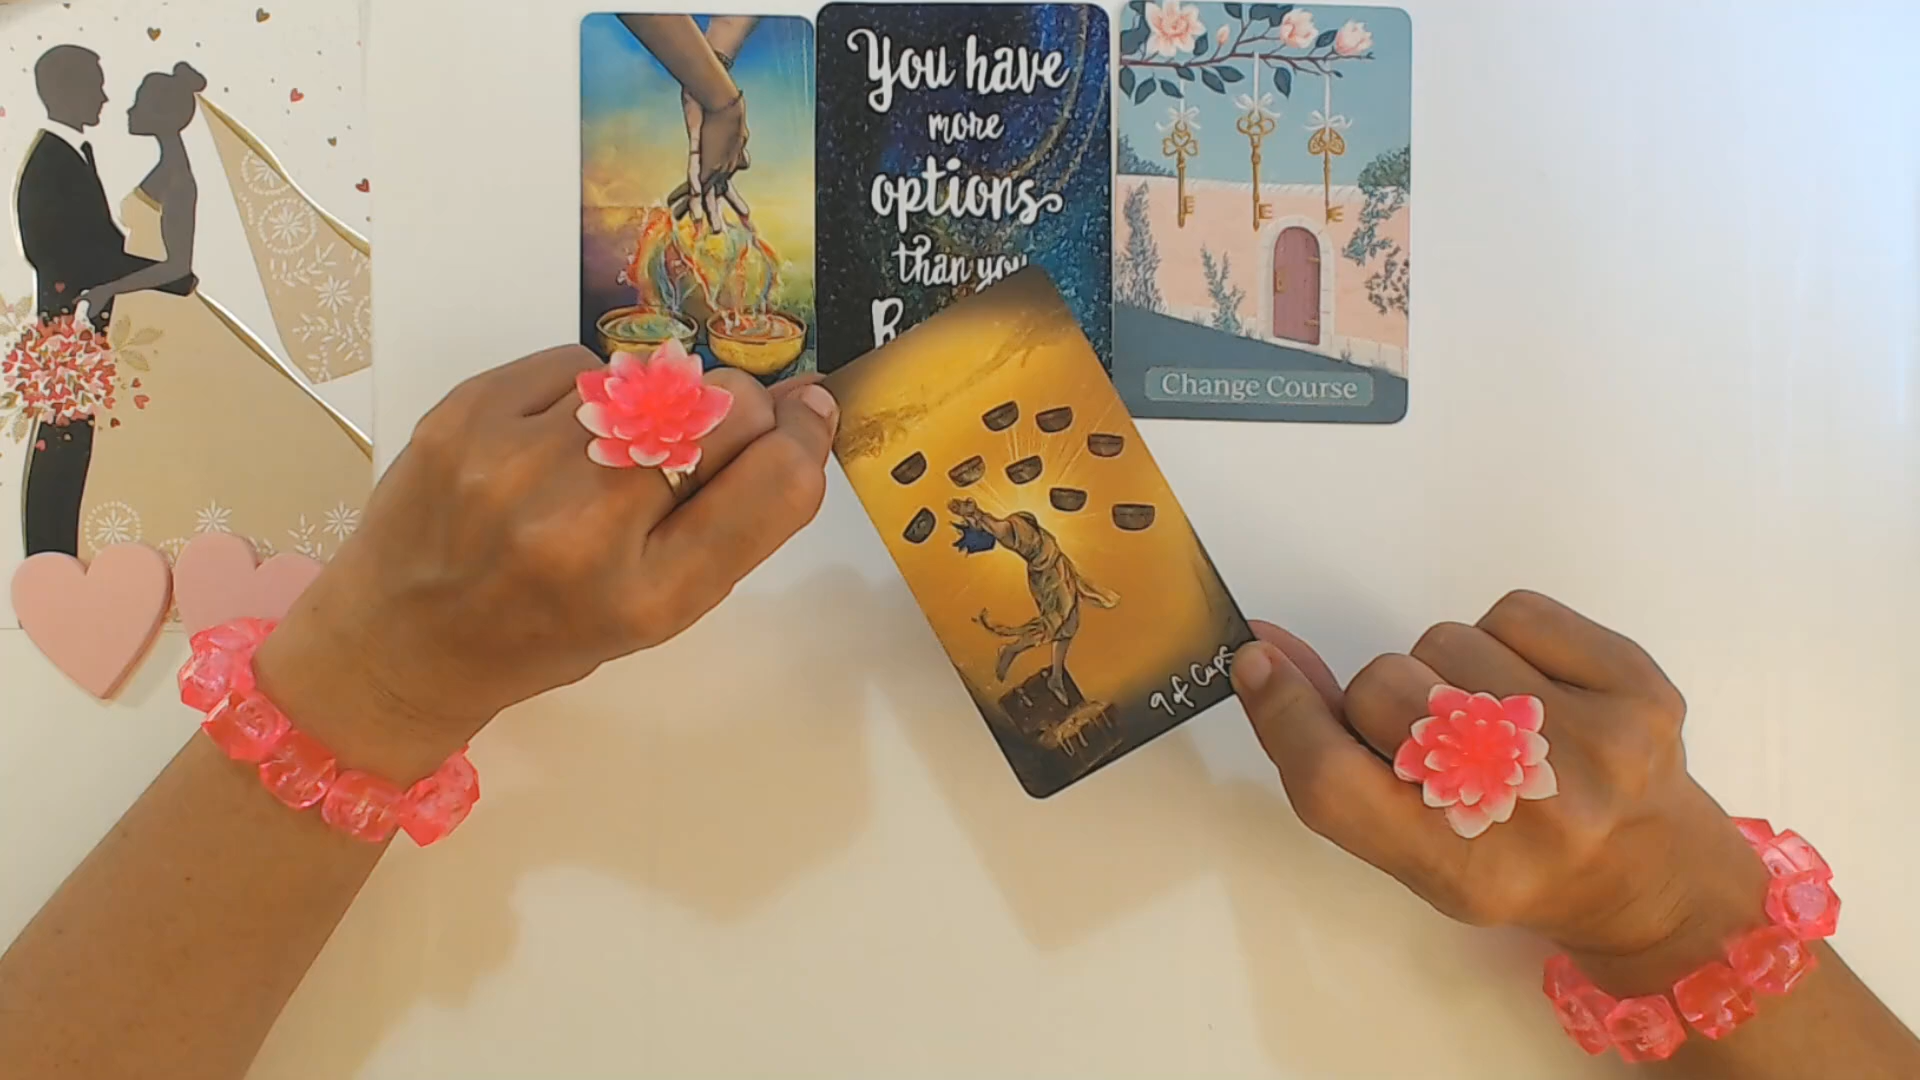 You have
more
options
than you
Change Course
9 of Cups